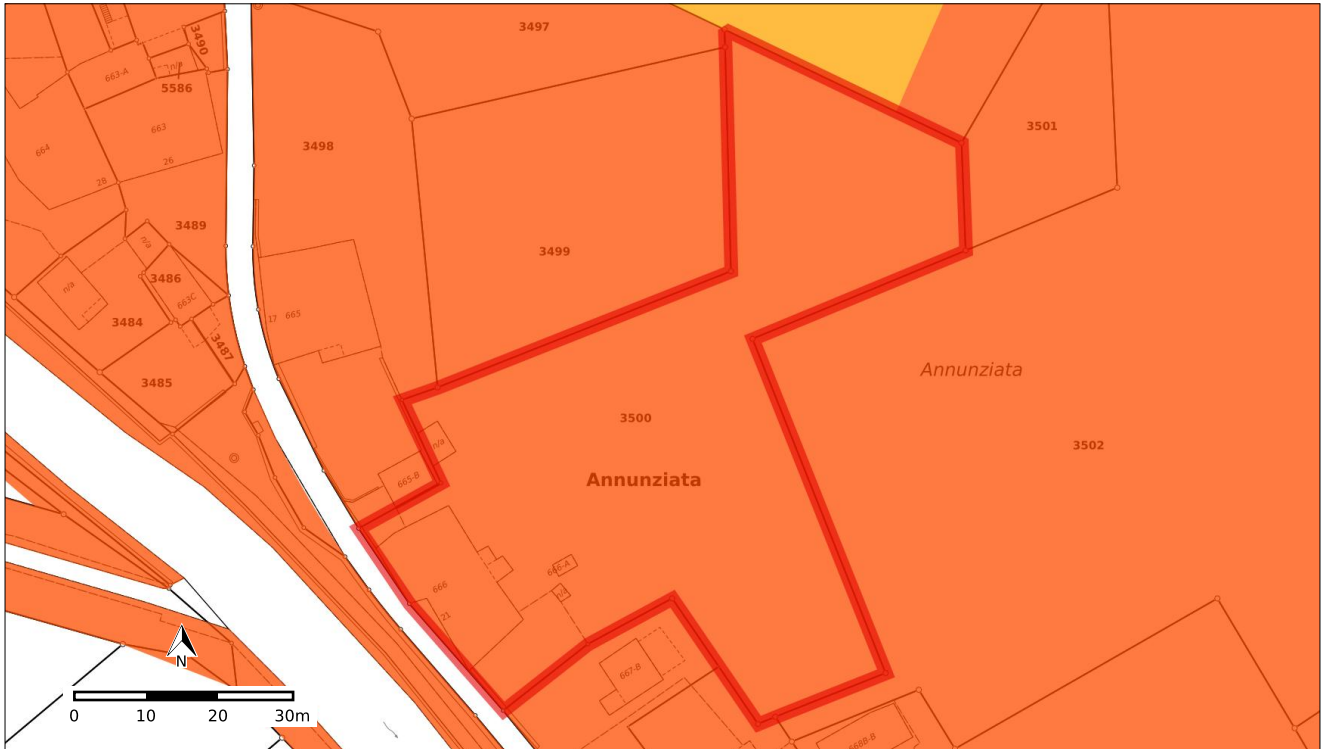 3497
3490
n/a
663-A
5586
3501
663
3498
664
26
28
3489
n/a
3499
3486
n/a
663C
17 665
3484
3487
Annunziata
3485
3500
n/a
3502
665-B
Annunziata
666-A
666
n/a
21
N
667-B
0 10 20 30m
668B-B